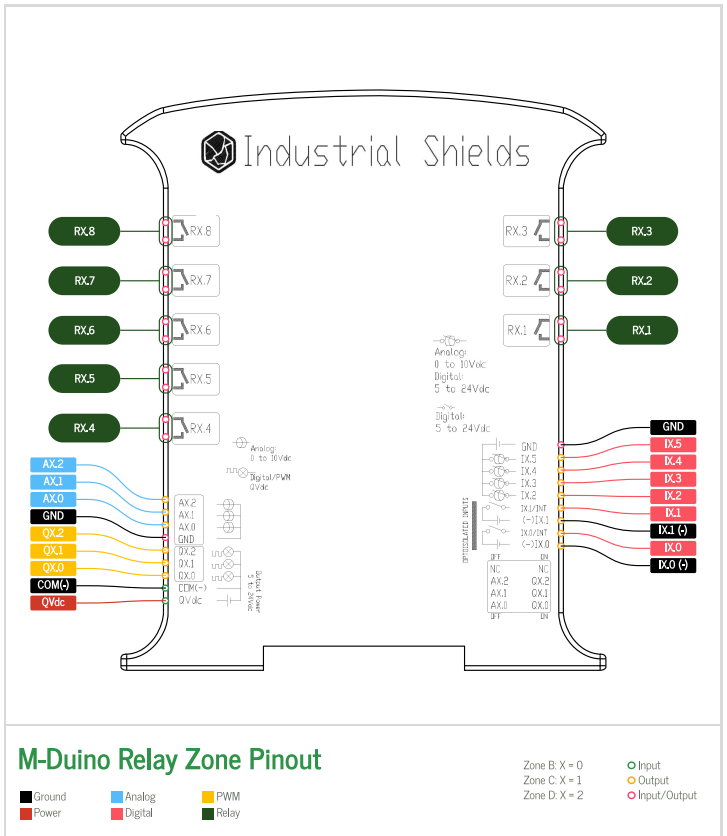 Industrial Shields
RX.8
RX.8
RX.7
RX.7
RX.6
RX.6
RX.5
RX.5
RX.4
RX.4
RX.3
RX.3
RX.2
RX.2
RX.1
RX.1
Analog:
0 to 10Vdc
Digital:
5 to 24Vdc
Digital:
5 to 24Vdc
Analog:
0 to 10Vdc
Digital/PWM
QVdc
AX.2
AX.1
AX.0
GND
QX.2
QX.1
QX.0
COM(-)
QVdc
AX.2
AX.1
AX.0
GND
QX.2
QX.1
QX.0
COM(-)
QVdc
Output Power
5 to 24Vdc
OPTOISOLATED INPUTS
GND
IX.5
IX.4
IX.3
IX.2
IX.1/INT
(-)IX.1
IX.0/INT
(-)IX.0
GND
IX.5
IX.4
IX.3
IX.2
IX.1
IX.1 (-)
IX.0
IX.0 (-)
OFF ON
NC NC
AX.2 QX.2
AX.1 QX.1
AX.0 QX.0
OFF ON
M-Duino Relay Zone Pinout
Ground
Analog
PWM
Power
Digital
Relay
Zone B: X = 0
Zone C: X = 1
Zone D: X = 2
Input
Output
Input/Output